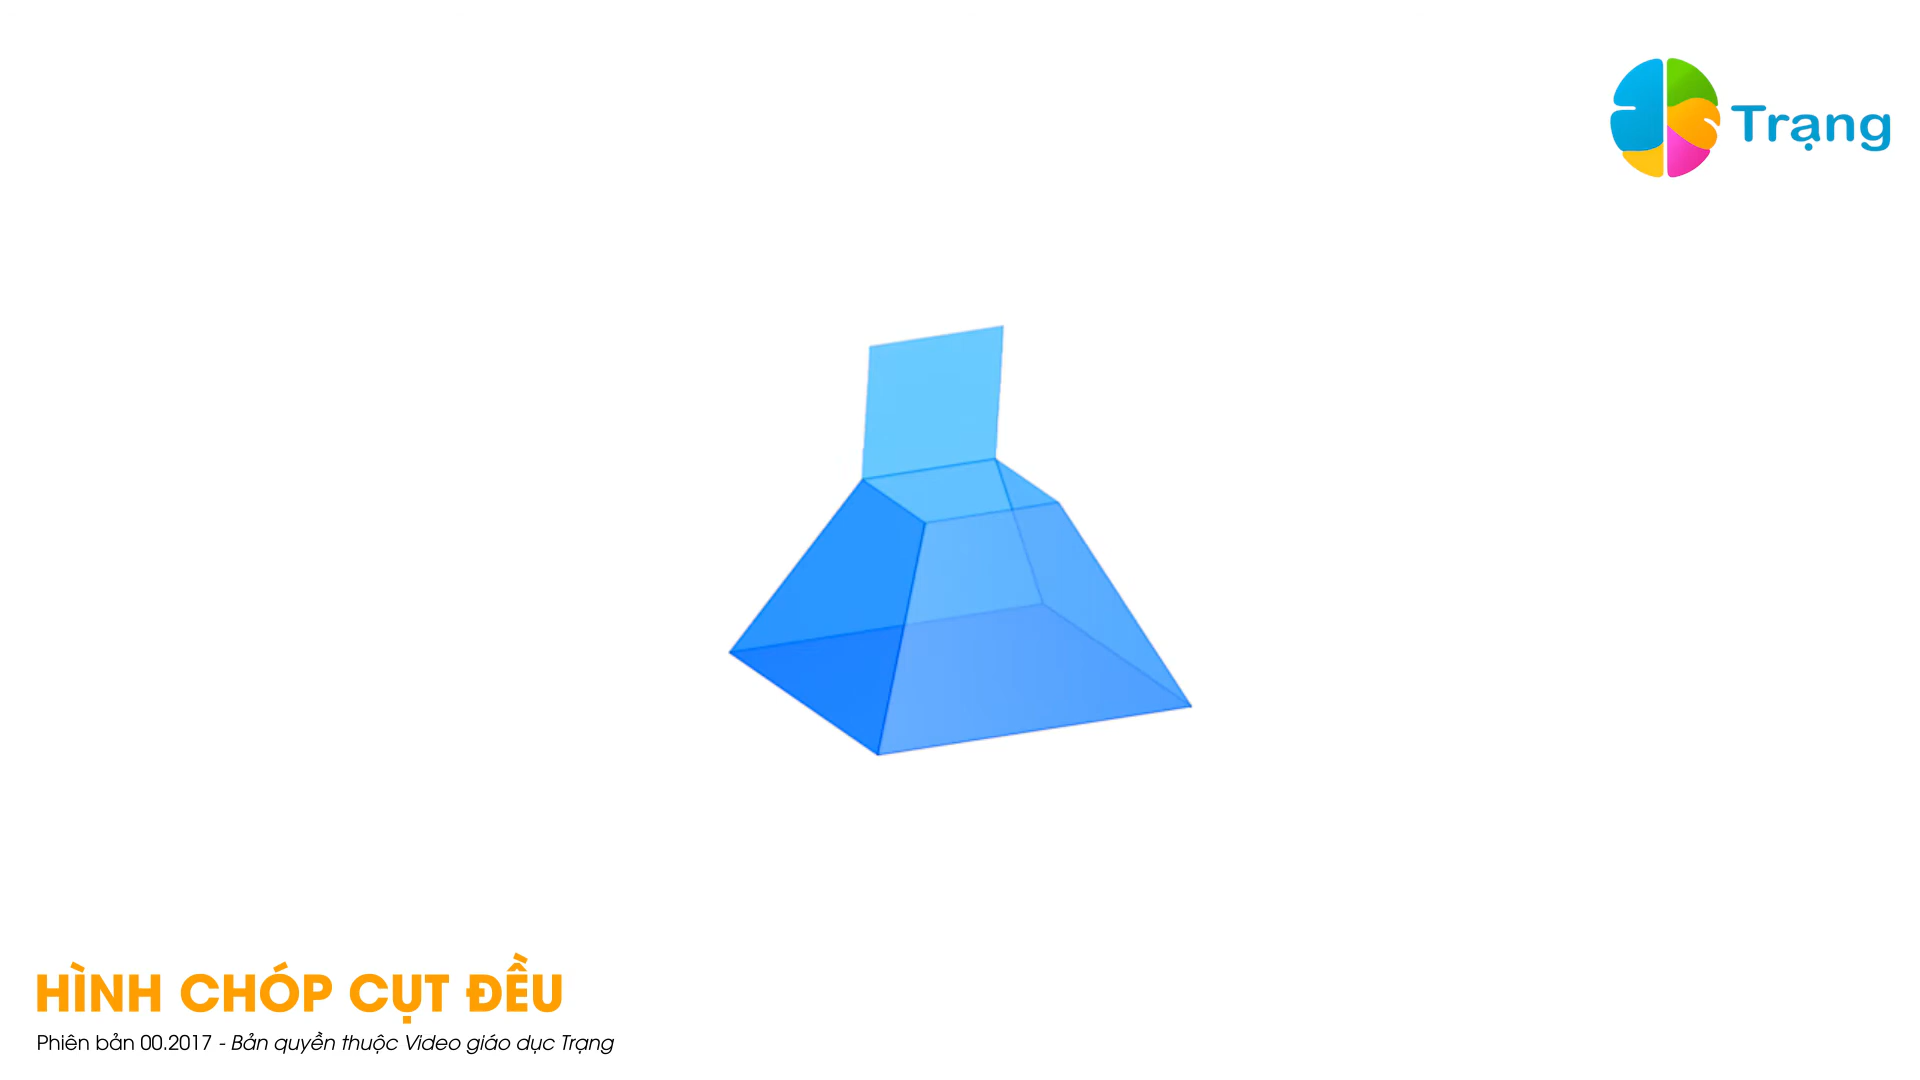 Trạng
HÌNH CHÓP CỤT ĐỀU
Phiên bản 00.2017 - Bản quyền thuộc Video giáo dục Trạng